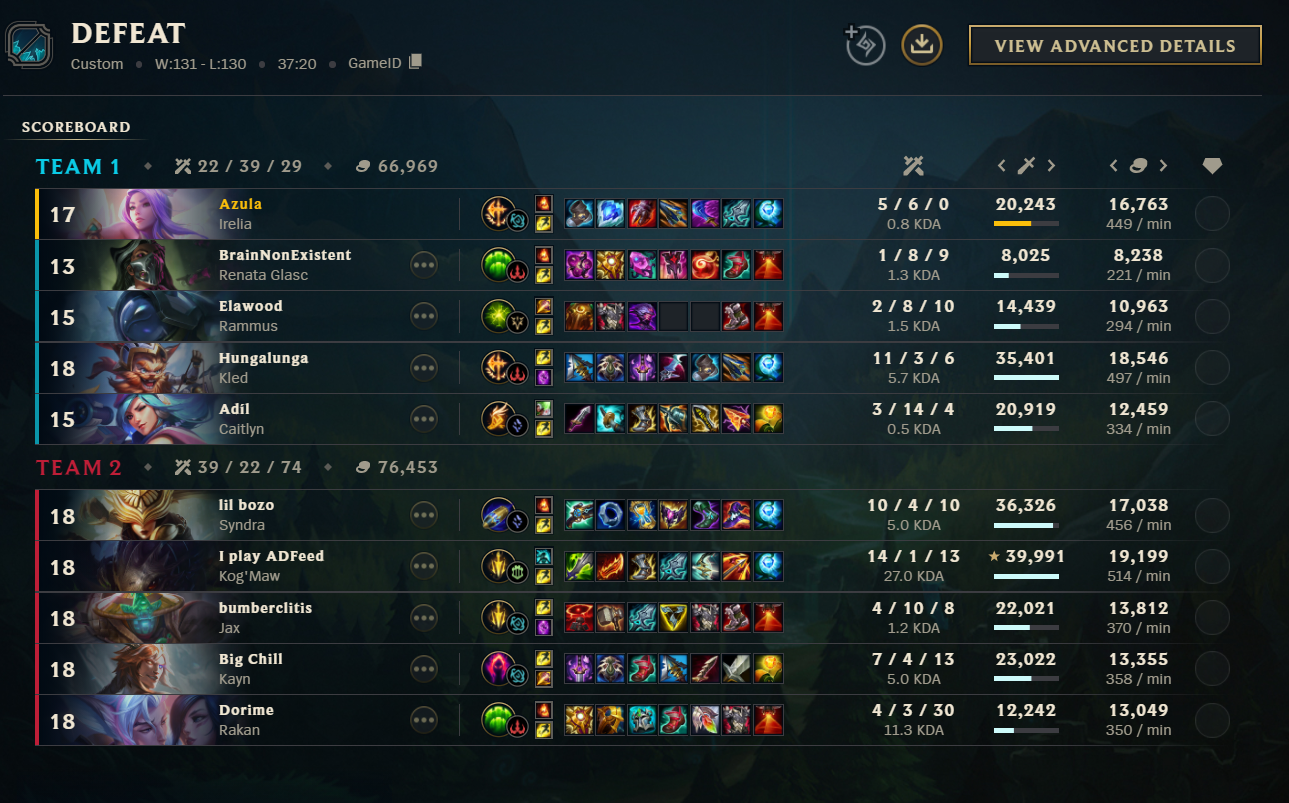 DEFEAT
Custom • W:131 - L:130 • 37:20 • GameID
VIEW ADVANCED DETAILS
SCOREBOARD
TEAM 1 22 / 39 / 29 66,969
17 Azula 5 / 6 / 0 20,243 16,763
Irelia 0.8 KDA 449 / min
13 BrainNonExistent 1 / 8 / 9 8,025 8,238
Renata Glasc 1.3 KDA 221 / min
15 Elawood 2 / 8 / 10 14,439 10,963
Rammus 1.5 KDA 294 / min
18 Hungalunga 11 / 3 / 6 35,401 18,546
Kled 5.7 KDA 497 / min
15 Adil 3 / 14 / 4 20,919 12,459
Caitlyn 0.5 KDA 334 / min
TEAM 2 39 / 22 / 74 76,453
18 lil bozo 10 / 4 / 10 36,326 17,038
Syndra 5.0 KDA 456 / min
18 I play ADFeed 14 / 1 / 13 39,991 19,199
Kog'Maw 27.0 KDA 514 / min
18 bumberclitis 4 / 10 / 8 22,021 13,812
Jax 1.2 KDA 370 / min
18 Big Chill 7 / 4 / 13 23,022 13,355
Kayn 5.0 KDA 358 / min
18 Dorime 4 / 3 / 30 12,242 13,049
Rakan 11.3 KDA 350 / min